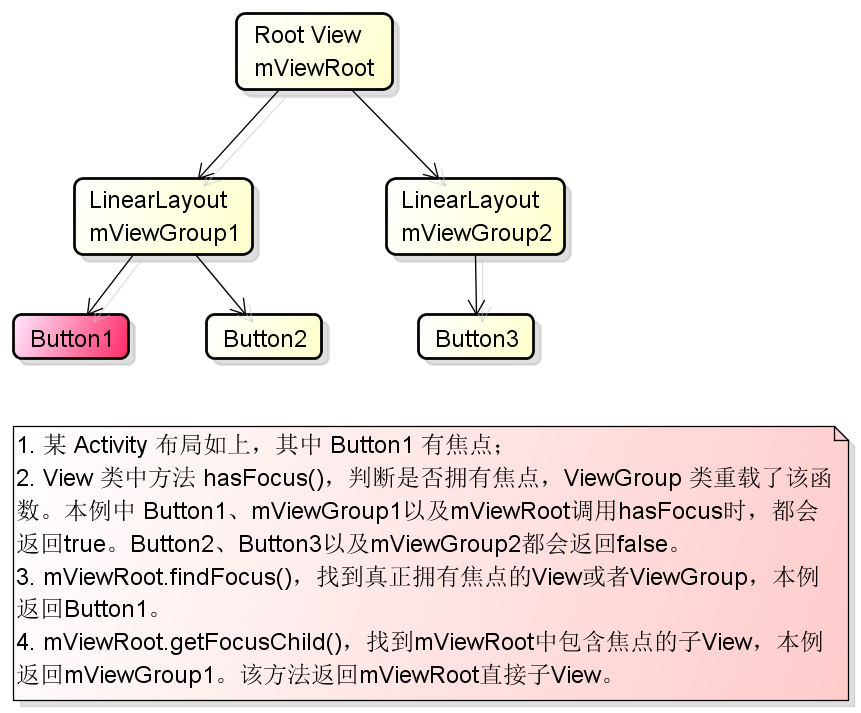 Root View
mViewRoot
LinearLayout
mViewGroup1
LinearLayout
mViewGroup2
Button1
Button2
Button3
1. 某 Activity 布局如上，其中 Button1 有焦点；
2. View 类中方法 hasFocus()，判断是否拥有焦点，ViewGroup 类重载了该函
数。本例中 Button1、mViewGroup1以及mViewRoot调用hasFocus时，都会
返回true。Button2、Button3以及mViewGroup2都会返回false。
3. mViewRoot.findFocus()，找到真正拥有焦点的View或者ViewGroup，本例
返回Button1。
4. mViewRoot.getFocusChild()，找到mViewRoot中包含焦点的子View，本例
返回mViewGroup1。该方法返回mViewRoot直接子View。